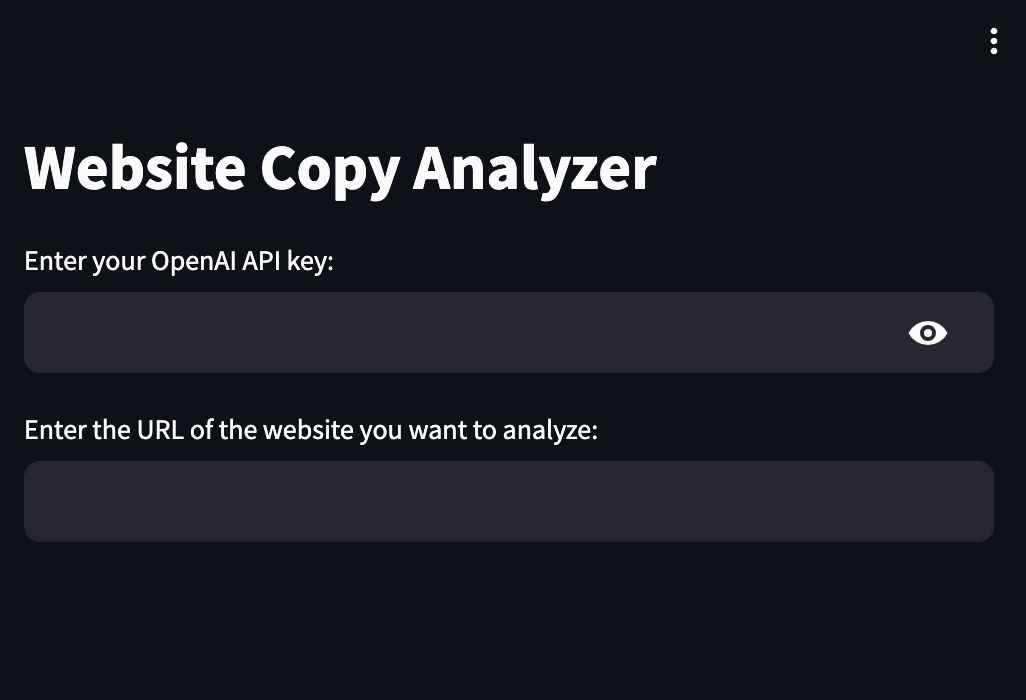 Website Copy Analyzer
Enter your OpenAI API key:
Enter the URL of the website you want to analyze: